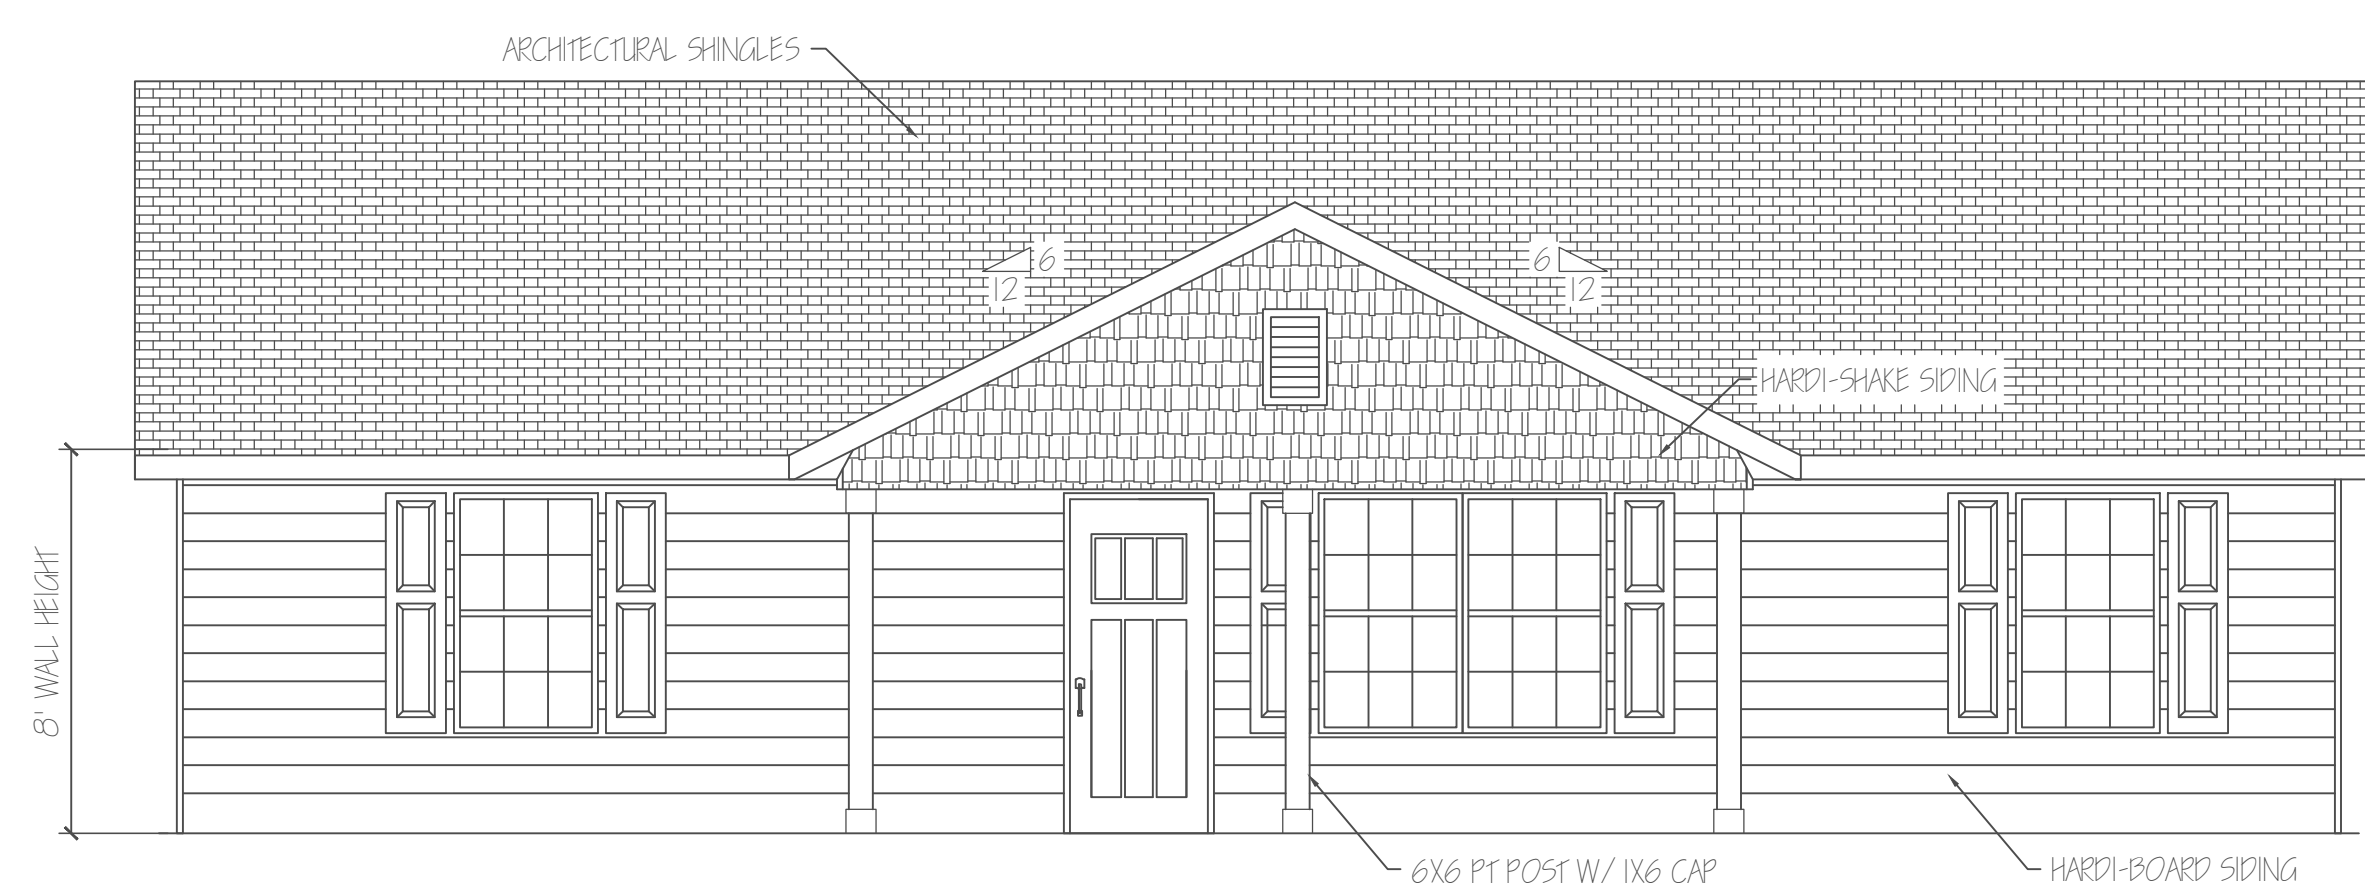 ARCHITECTURAL SHINGLES
6
12
6
12
HARDI-SHAKE SIDING
8' WALL HEIGHT
6X6 PT POST W/ 1X6 CAP
HARDI-BOARD SIDING